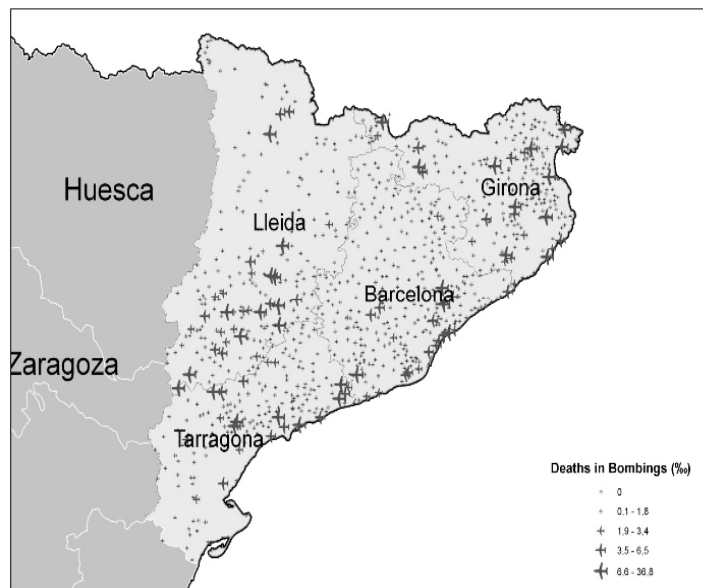 Huesca
Girona
Lleida
Barcelona
Zaragoza
Tarragona
Deaths in Bombings (‰)
0
0,1 - 1,8
1,9 - 3,4
3,5 - 6,5
6,6 - 36,8